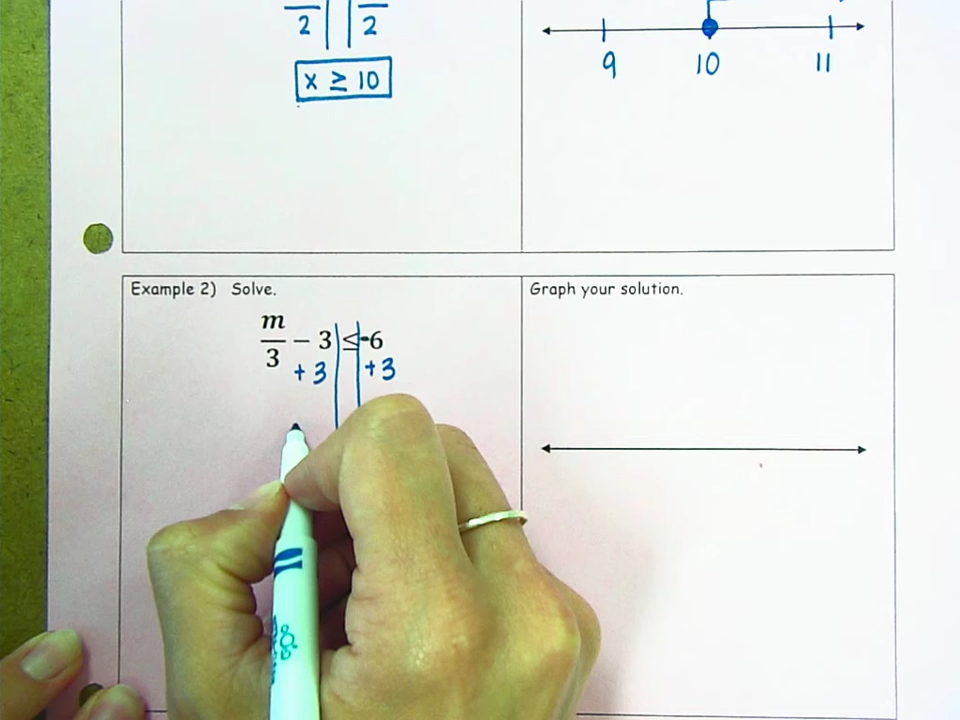 2 2
x ≥ 10
9 10 11
Example 2) Solve.
m/3 − 3 ≤ -6
+ 3 + 3
Graph your solution.